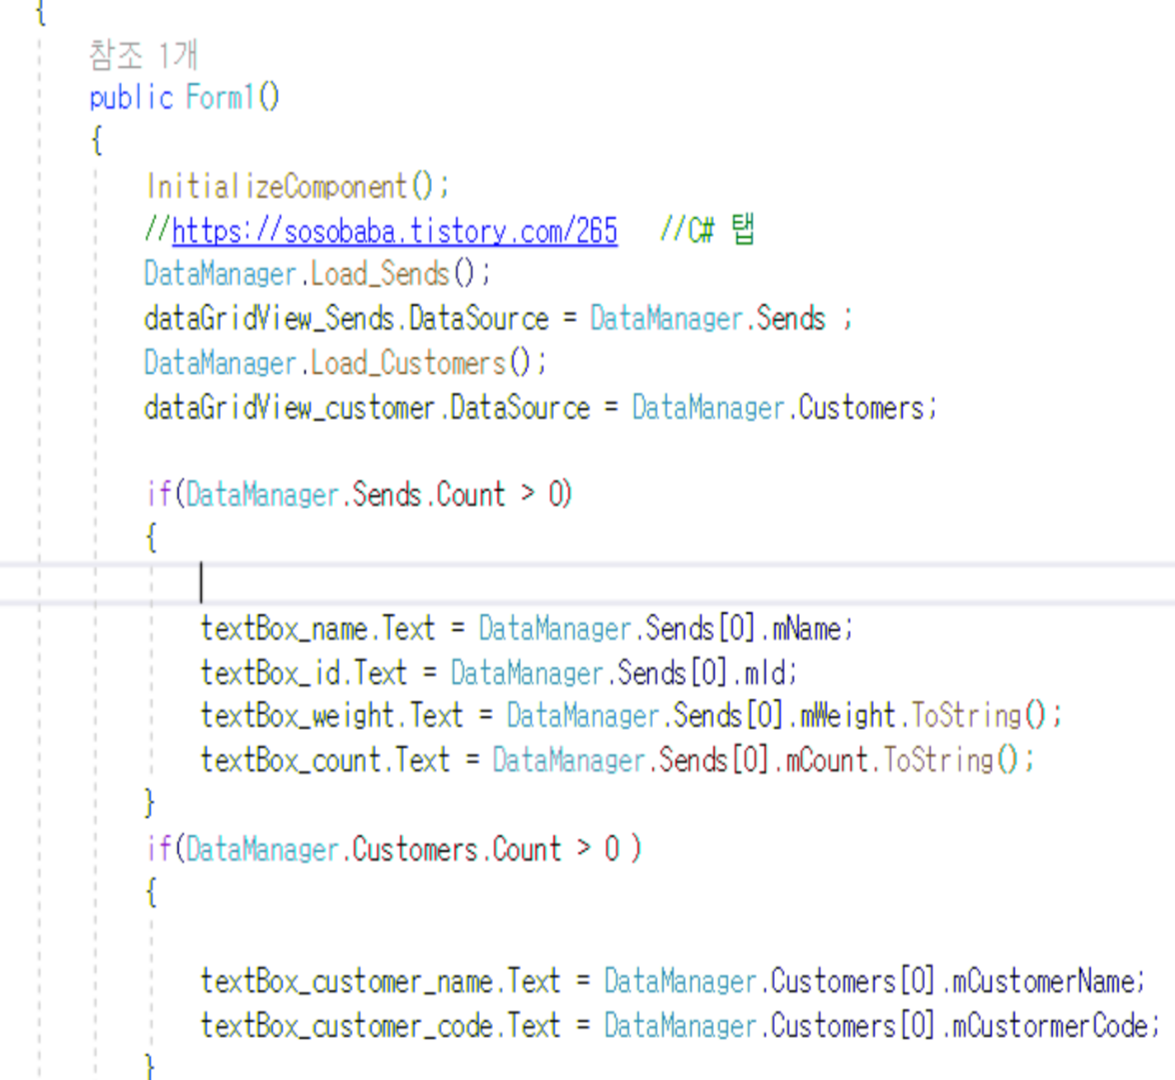 {
참조 1개
public Form1()
{
InitializeComponent();
//https://sosobaba.tistory.com/265 //C# 탭
DataManager.Load_Sends();
dataGridView_Sends.DataSource = DataManager.Sends ;
DataManager.Load_Customers();
dataGridView_customer.DataSource = DataManager.Customers;
if(DataManager.Sends.Count > 0)
{
textBox_name.Text = DataManager.Sends[0].mName;
textBox_id.Text = DataManager.Sends[0].mId;
textBox_weight.Text = DataManager.Sends[0].mWeight.ToString();
textBox_count.Text = DataManager.Sends[0].mCount.ToString();
}
if(DataManager.Customers.Count > 0 )
{
textBox_customer_name.Text = DataManager.Customers[0].mCustomerName;
textBox_customer_code.Text = DataManager.Customers[0].mCustormerCode;
}